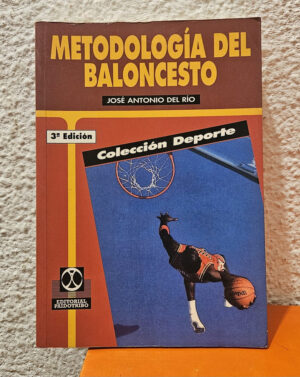 METODOLOGÍA DEL
BALONCESTO
JOSÉ ANTONIO DEL RÍO
3ª Edición
Colección Deporte
EDITORIAL
PAIDOTRIBO